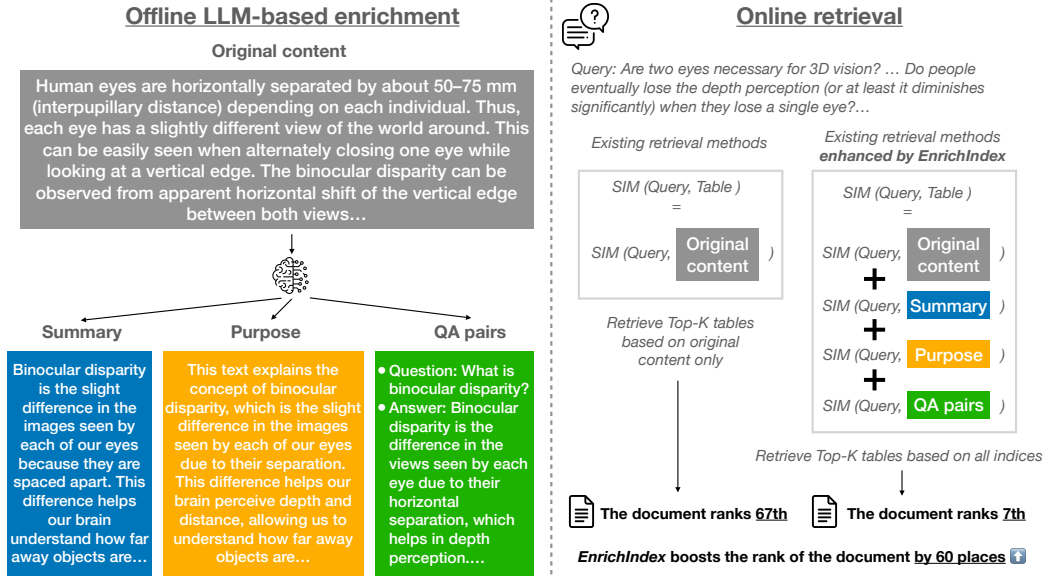 Offline LLM-based enrichment
Original content
Human eyes are horizontally separated by about 50–75 mm
(interpupillary distance) depending on each individual. Thus,
each eye has a slightly different view of the world around. This
can be easily seen when alternately closing one eye while
looking at a vertical edge. The binocular disparity can be
observed from apparent horizontal shift of the vertical edge
between both views…
Summary
Binocular disparity
is the slight
difference in the
images seen by
each of our eyes
because they are
spaced apart. This
difference helps
our brain
understand how far
away objects are…
Purpose
This text explains the
concept of binocular
disparity, which is the slight
difference in the images
seen by each of our eyes
due to their separation.
This difference helps our
brain perceive depth and
distance, allowing us to
understand how far away
objects are…
QA pairs
• Question: What is
binocular disparity?
• Answer: Binocular
disparity is the
difference in the
views seen by each
eye due to their
horizontal
separation, which
helps in depth
perception.…
Online retrieval
?
Query: Are two eyes necessary for 3D vision? … Do people
eventually lose the depth perception (or at least it diminishes
significantly) when they lose a single eye?…
Existing retrieval methods
SIM (Query, Table )
=
SIM (Query, Original content )
Retrieve Top-K tables
based on original
content only
The document ranks 67th
Existing retrieval methods
enhanced by EnrichIndex
SIM (Query, Table )
=
SIM (Query, Original content )
+
SIM (Query, Summary )
+
SIM (Query, Purpose )
+
SIM (Query, QA pairs )
Retrieve Top-K tables based on all indices
The document ranks 7th
EnrichIndex boosts the rank of the document by 60 places ⬆